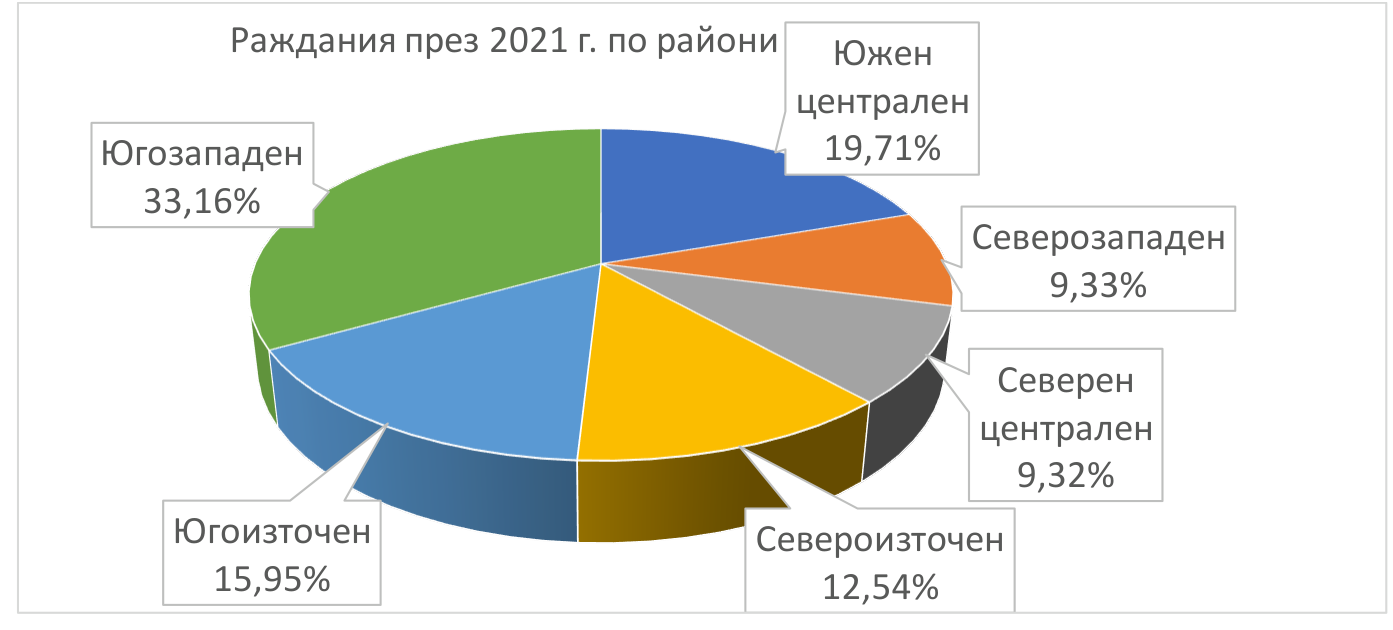 Раждания през 2021 г. по райони
Южен
централен
19,71%
Северозападен
9,33%
Северен
централен
9,32%
Североизточен
12,54%
Югоизточен
15,95%
Югозападен
33,16%